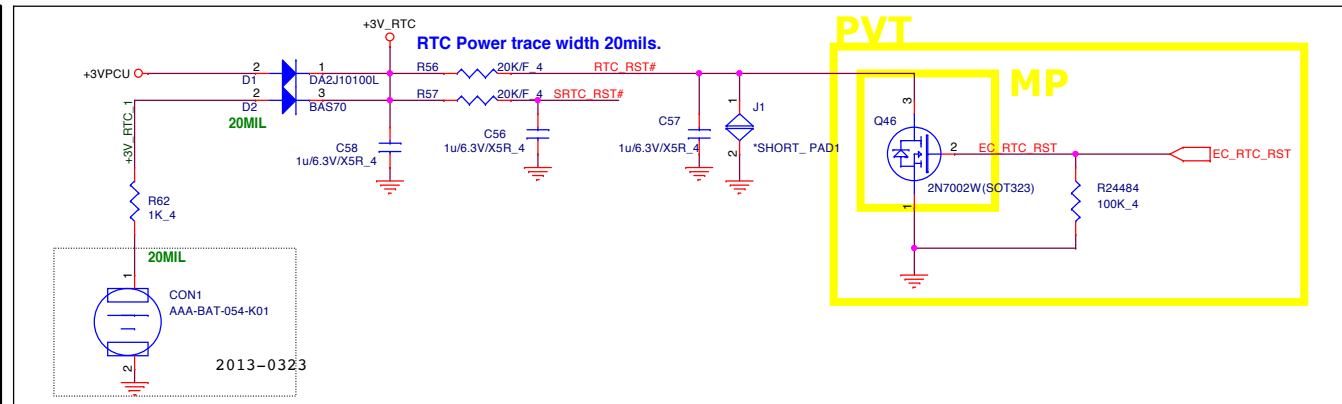 PVT
+3V_RTC
RTC Power trace width 20mils.
+3VPCU
2
1
D1
DA2J10100L
R56
20K/F_4
RTC_RST#
MP
2
3
D2
BAS70
R57
20K/F_4
SRTC_RST#
20MIL
+3V_RTC_1
C58
1u/6.3V/X5R_4
C56
1u/6.3V/X5R_4
C57
1u/6.3V/X5R_4
1
J1
2
*SHORT_ PAD1
3
Q46
2
EC_RTC_RST
EC_RTC_RST
2N7002W(SOT323)
1
R24484
100K_4
R62
1K_4
20MIL
1
CON1
AAA-BAT-054-K01
2
2013-0323